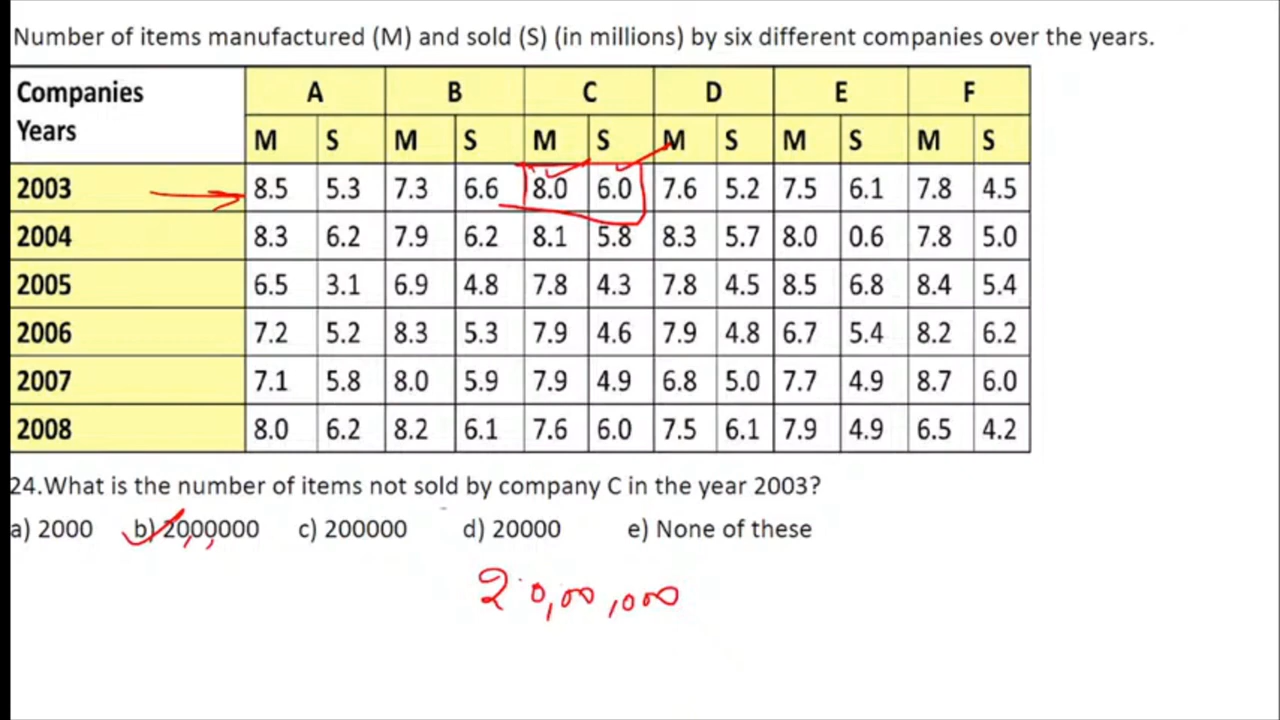 Number of items manufactured (M) and sold (S) (in millions) by six different companies over the years.
Companies A B C D E F
Years M S M S M S M S M S M S
2003 8.5 5.3 7.3 6.6 8.0 6.0 7.6 5.2 7.5 6.1 7.8 4.5
2004 8.3 6.2 7.9 6.2 8.1 5.8 8.3 5.7 8.0 0.6 7.8 5.0
2005 6.5 3.1 6.9 4.8 7.8 4.3 7.8 4.5 8.5 6.8 8.4 5.4
2006 7.2 5.2 8.3 5.3 7.9 4.6 7.9 4.8 6.7 5.4 8.2 6.2
2007 7.1 5.8 8.0 5.9 7.9 4.9 6.8 5.0 7.7 4.9 8.7 6.0
2008 8.0 6.2 8.2 6.1 7.6 6.0 7.5 6.1 7.9 4.9 6.5 4.2
24.What is the number of items not sold by company C in the year 2003?
a) 2000 b) 2000000 c) 200000 d) 20000 e) None of these
20,00,000